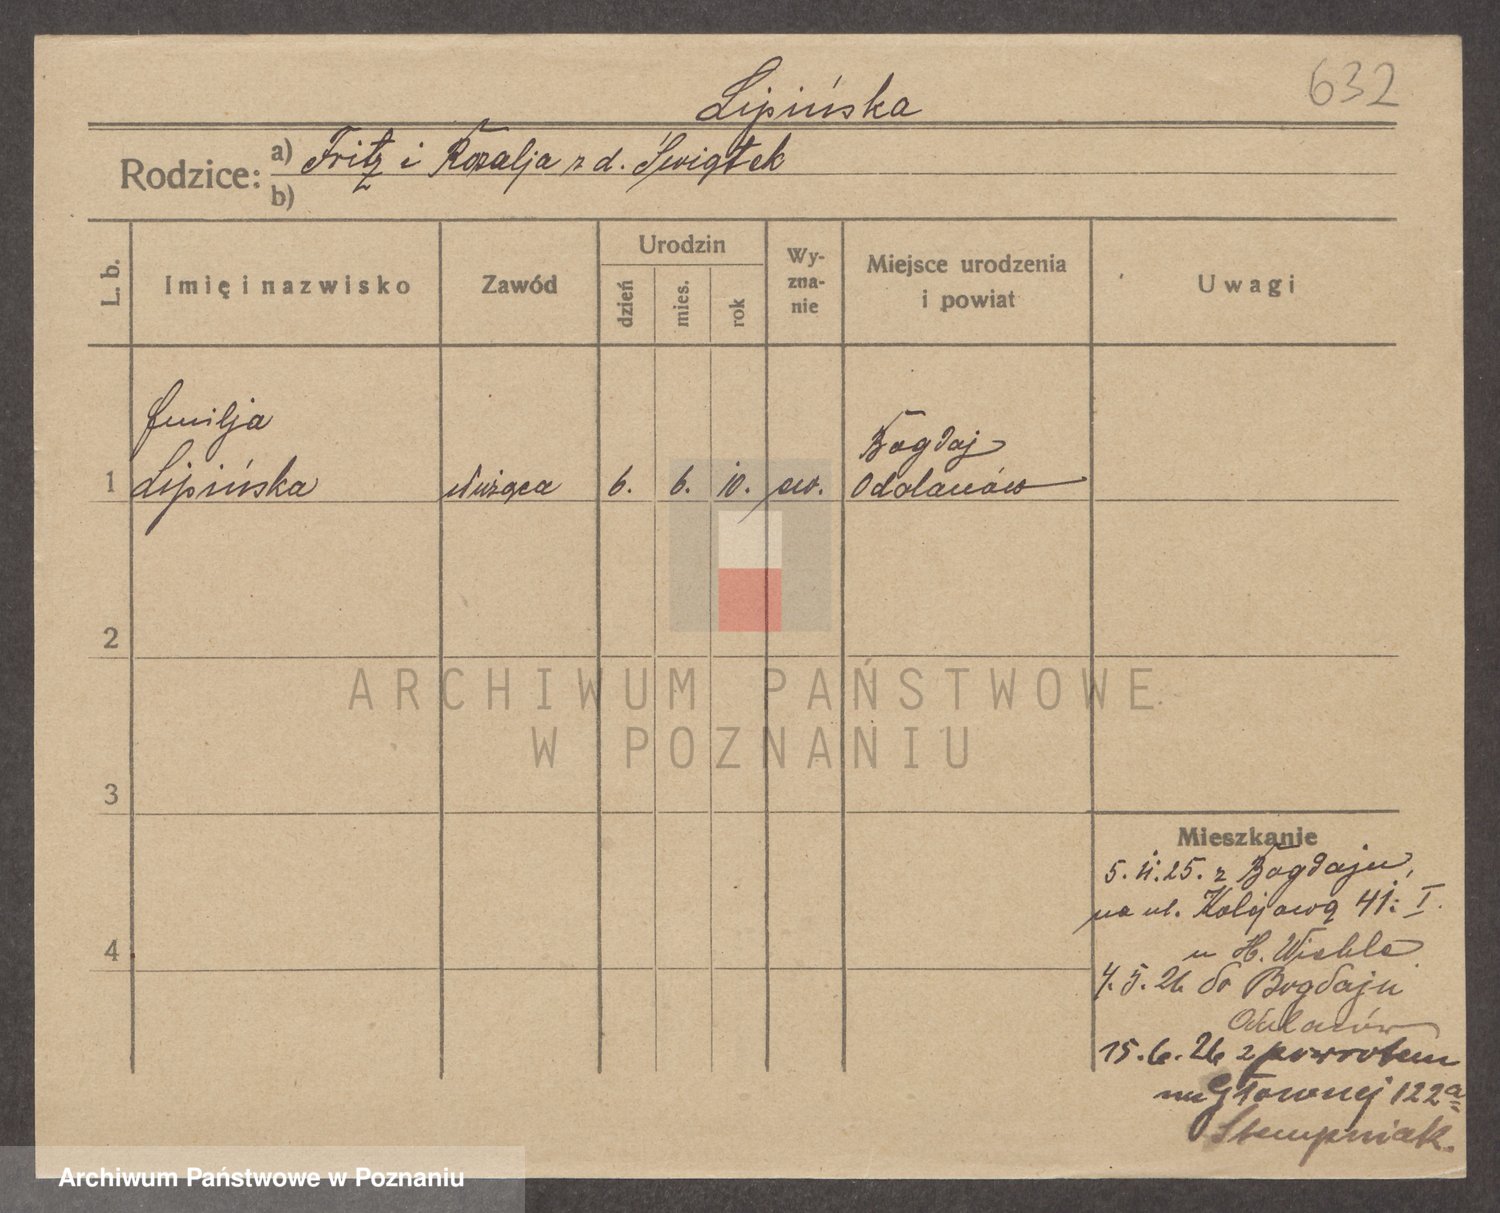 632
Lipińska
Rodzice: a) Fritz i Rozalja z d. Świątek
b)
L. b.
Imię i nazwisko
Zawód
Urodzin
dzień
mies.
rok
Wy-
zna-
nie
Miejsce urodzenia
i powiat
Uwagi
Emilja Bogdaj
1 Lipińska służąca 6. 6. 10. ew. Odolanów
2
3
4
Mieszkanie
5. 11. 25. z Bogdaju,
na ul. Kolejową 41. I.
u H.
4. 5. 26 do Bogdaju
Odolanów
15. 6. 26 z powrotem
na Głównej 122a
Stempniak.
ARCHIWUM PAŃSTWOWE
W POZNANIU
Archiwum Państwowe w Poznaniu